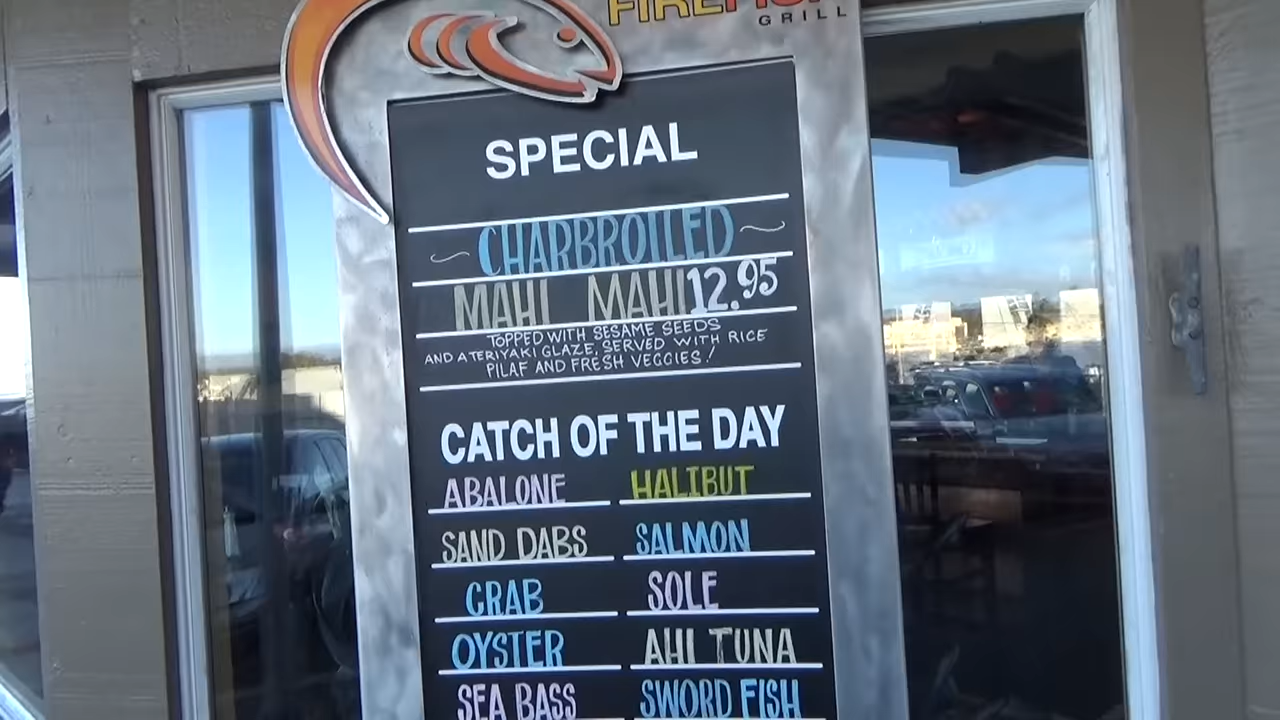 FIREFISH
GRILL
SPECIAL
~ CHARBROILED ~
MAHI MAHI 12.95
TOPPED WITH SESAME SEEDS
AND A TERIYAKI GLAZE. SERVED WITH RICE
PILAF AND FRESH VEGGIES!
CATCH OF THE DAY
ABALONE HALIBUT
SAND DABS SALMON
CRAB SOLE
OYSTER AHI TUNA
SEA BASS SWORD FISH